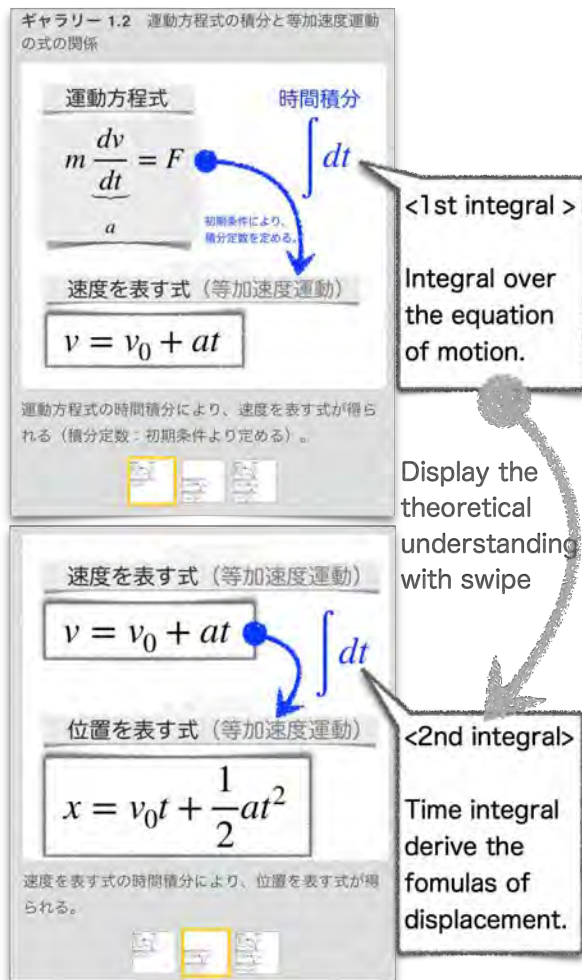 ギャラリー 1.2 運動方程式の積分と等加速度運動
の式の関係
運動方程式
時間積分
m dv/dt = F
a
∫ dt
初期条件により、
積分定数を定める。
速度を表す式（等加速度運動）
v = v₀ + at
運動方程式の時間積分により、速度を表す式が得ら
れる（積分定数：初期条件より定める）。
<1st integral >
Integral over
the equation
of motion.
Display the
theoretical
understanding
with swipe
速度を表す式（等加速度運動）
v = v₀ + at
∫ dt
位置を表す式（等加速度運動）
x = v₀t + 1/2 at²
速度を表す式の時間積分により、位置を表す式が得
られる。
<2nd integral>
Time integral
derive the
fomulas of
displacement.